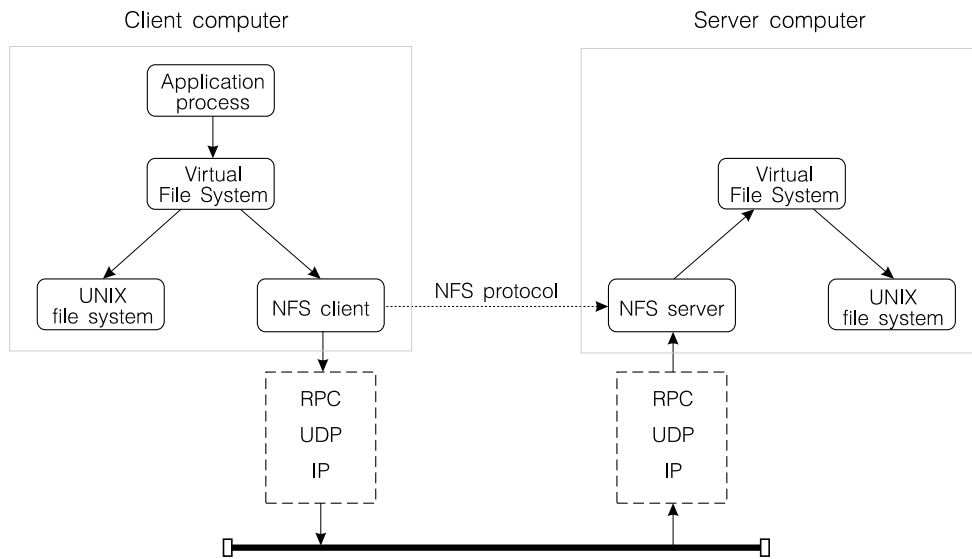 Client computer
Server computer
Application
process
Virtual
File System
UNIX
file system
NFS client
NFS protocol
NFS server
Virtual
File System
UNIX
file system
RPC
UDP
IP
RPC
UDP
IP